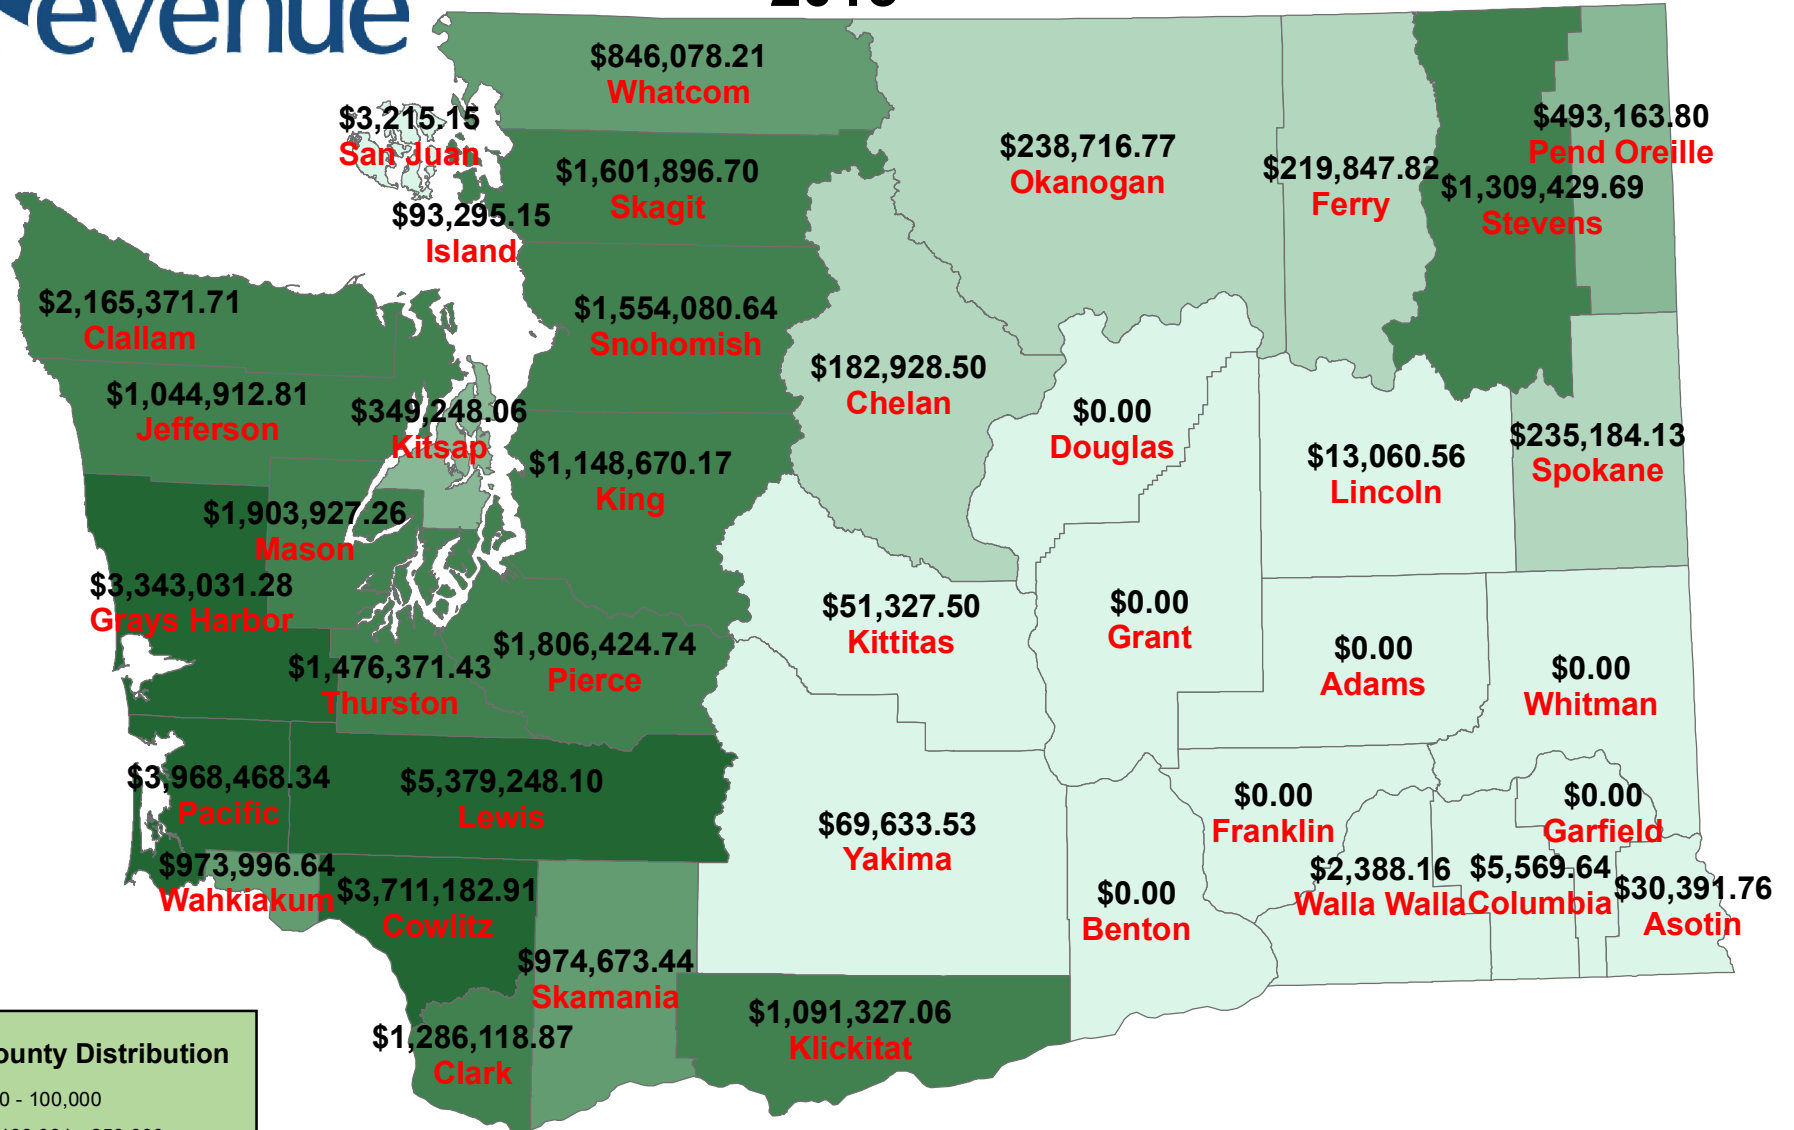 evenue
2018
$846,078.21
Whatcom
$3,215.15
San Juan
$1,601,896.70
Skagit
$93,295.15
Island
$238,716.77
Okanogan
$219,847.82
Ferry
$493,163.80
Pend Oreille
$1,309,429.69
Stevens
$2,165,371.71
Clallam
$1,554,080.64
Snohomish
$182,928.50
Chelan
$1,044,912.81
Jefferson
$349,248.06
Kitsap
$1,148,670.17
King
$0.00
Douglas
$13,060.56
Lincoln
$235,184.13
Spokane
$1,903,927.26
Mason
$3,343,031.28
Grays Harbor
$51,327.50
Kittitas
$0.00
Grant
$0.00
Adams
$0.00
Whitman
$1,476,371.43
Thurston
$1,806,424.74
Pierce
$3,968,468.34
Pacific
$5,379,248.10
Lewis
$69,633.53
Yakima
$0.00
Franklin
$0.00
Garfield
$973,996.64
Wahkiakum
$3,711,182.91
Cowlitz
$0.00
Benton
$2,388.16
Walla Walla
$5,569.64
Columbia
$30,391.76
Asotin
$974,673.44
Skamania
$1,286,118.87
Clark
$1,091,327.06
Klickitat
ounty Distribution
0 - 100,000